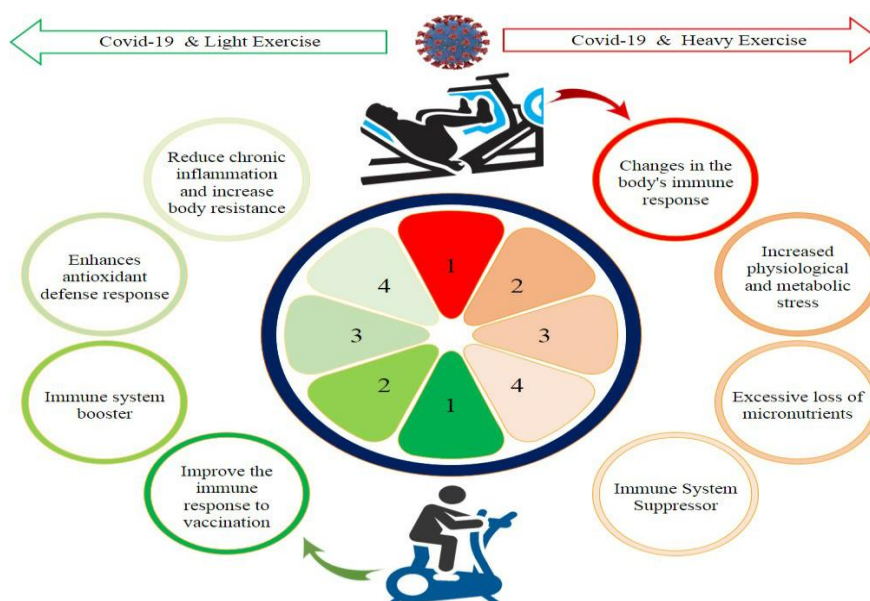 Covid-19 & Light Exercise
Covid-19 & Heavy Exercise
Reduce chronic
inflammation
and increase
body resistance
Enhances
antioxidant
defense response
Immune system
booster
Improve the
immune
response to
vaccination
1
2
3
4
1
2
3
4
Changes in the
body's immune
response
Increased
physiological
and metabolic
stress
Excessive loss of
micronutrients
Immune System
Suppressor